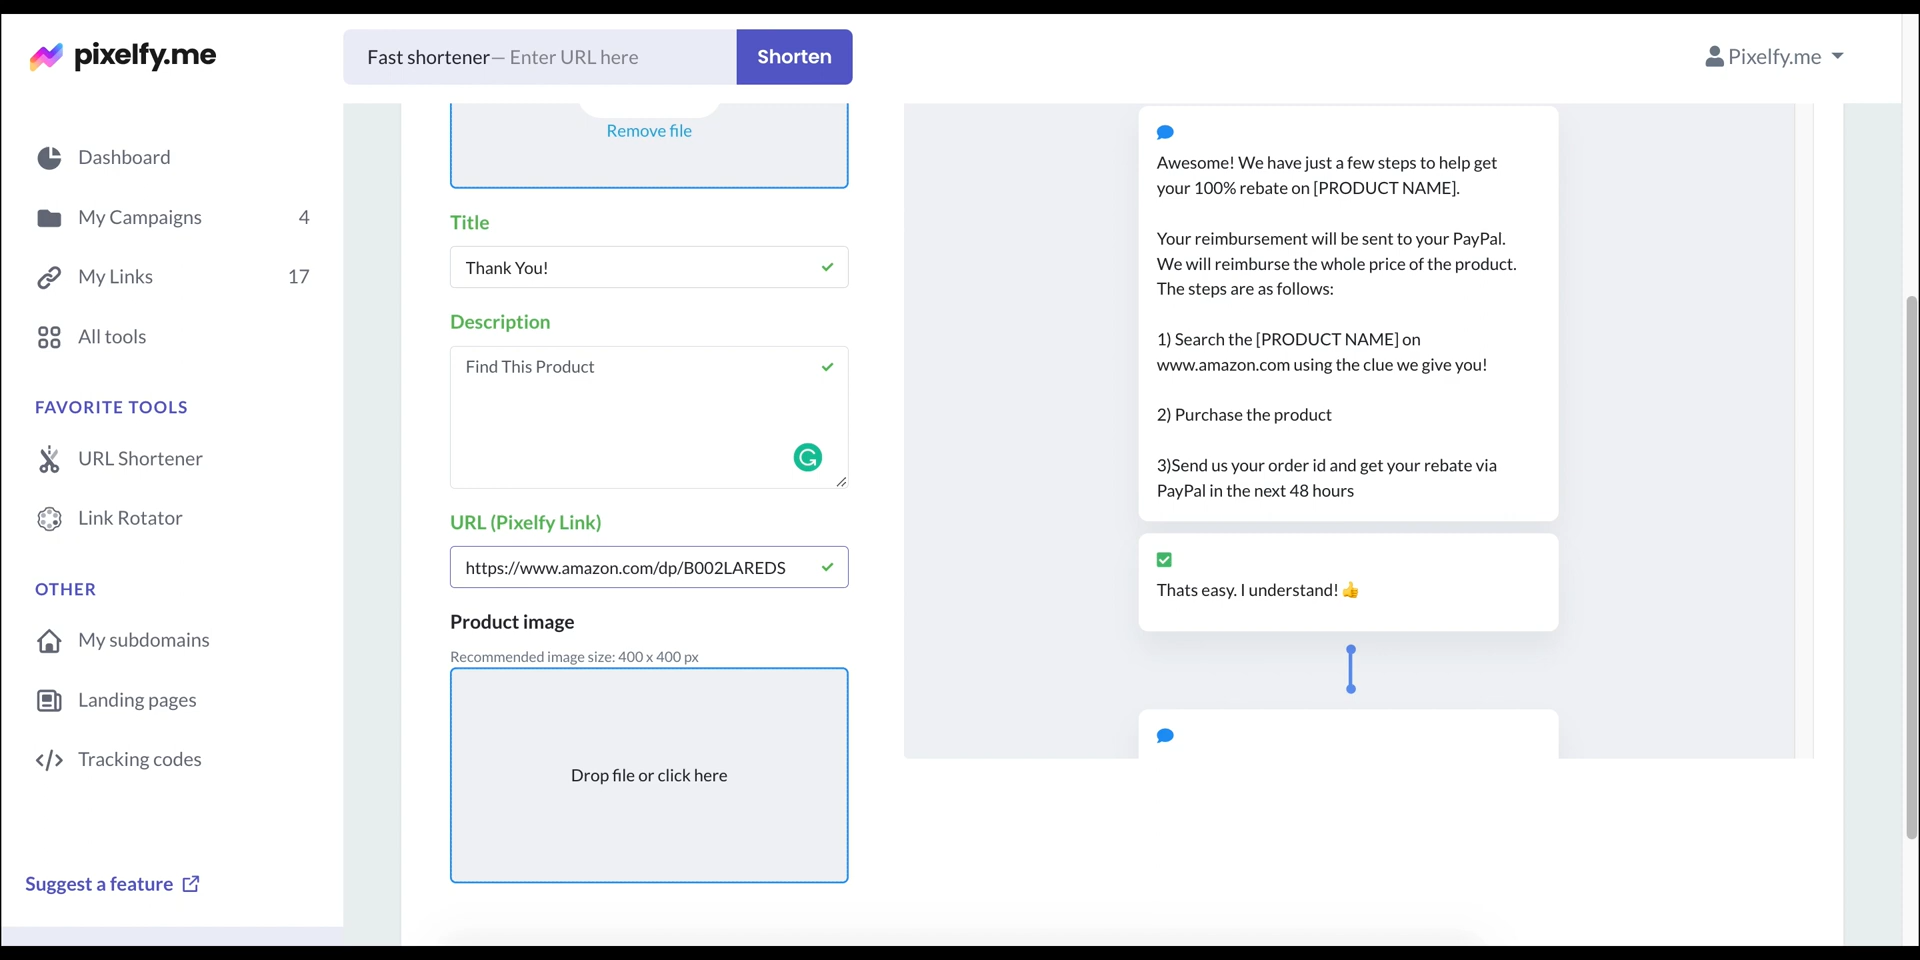 pixelfy.me
Fast shortener— Enter URL here
Shorten
Pixelfy.me
Dashboard
My Campaigns 4
My Links 17
All tools
FAVORITE TOOLS
URL Shortener
Link Rotator
OTHER
My subdomains
Landing pages
Tracking codes
Suggest a feature
Remove file
Title
Thank You!
Description
Find This Product
URL (Pixelfy Link)
https://www.amazon.com/dp/B002LAREDS
Product image
Recommended image size: 400 x 400 px
Drop file or click here
Awesome! We have just a few steps to help get
your 100% rebate on [PRODUCT NAME].
Your reimbursement will be sent to your PayPal.
We will reimburse the whole price of the product.
The steps are as follows:
1) Search the [PRODUCT NAME] on
www.amazon.com using the clue we give you!
2) Purchase the product
3)Send us your order id and get your rebate via
PayPal in the next 48 hours
Thats easy. I understand! 👍